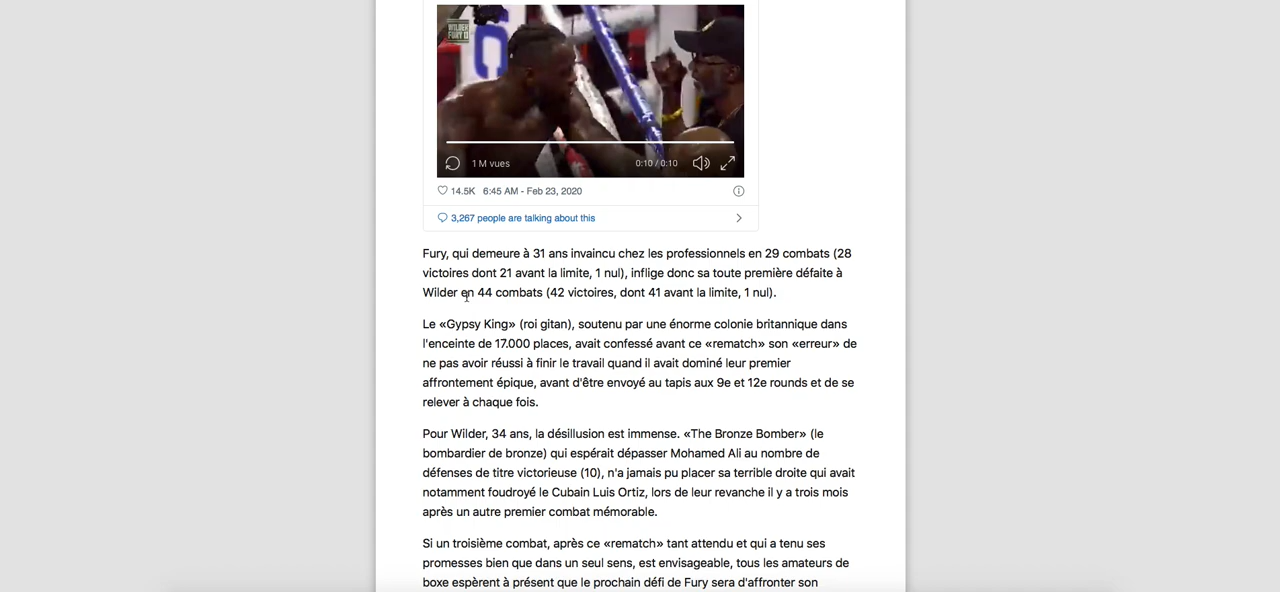 WILDER
FURY II
1 M vues
0:10 / 0:10
14.5K 6:45 AM - Feb 23, 2020
3,267 people are talking about this
Fury, qui demeure à 31 ans invaincu chez les professionnels en 29 combats (28
victoires dont 21 avant la limite, 1 nul), inflige donc sa toute première défaite à
Wilder en 44 combats (42 victoires, dont 41 avant la limite, 1 nul).
Le «Gypsy King» (roi gitan), soutenu par une énorme colonie britannique dans
l'enceinte de 17.000 places, avait confessé avant ce «rematch» son «erreur» de
ne pas avoir réussi à finir le travail quand il avait dominé leur premier
affrontement épique, avant d'être envoyé au tapis aux 9e et 12e rounds et de se
relever à chaque fois.
Pour Wilder, 34 ans, la désillusion est immense. «The Bronze Bomber» (le
bombardier de bronze) qui espérait dépasser Mohamed Ali au nombre de
défenses de titre victorieuse (10), n'a jamais pu placer sa terrible droite qui avait
notamment foudroyé le Cubain Luis Ortiz, lors de leur revanche il y a trois mois
après un autre premier combat mémorable.
Si un troisième combat, après ce «rematch» tant attendu et qui a tenu ses
promesses bien que dans un seul sens, est envisageable, tous les amateurs de
boxe espèrent à présent que le prochain défi de Fury sera d'affronter son